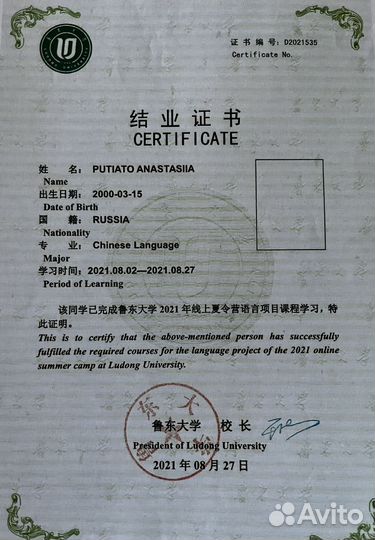 证 书 编 号: D2021535
Certificate No.
结 业 证 书
CERTIFICATE
姓 名: PUTIATO ANASTASIIA
Name
出生日期: 2000-03-15
Date of Birth
国 籍: RUSSIA
Nationality
专 业: Chinese Language
Major
学习时间: 2021.08.02—2021.08.27
Period of Learning
该同学已完成鲁东大学 2021 年线上夏令营语言项目课程学习，特
此证明。
This is to certify that the above-mentioned person has successfully
fulfilled the required courses for the language project of the 2021 online
summer camp at Ludong University.
鲁东大学 校 长
President of Ludong University
2021 年 08 月 27 日
Avito